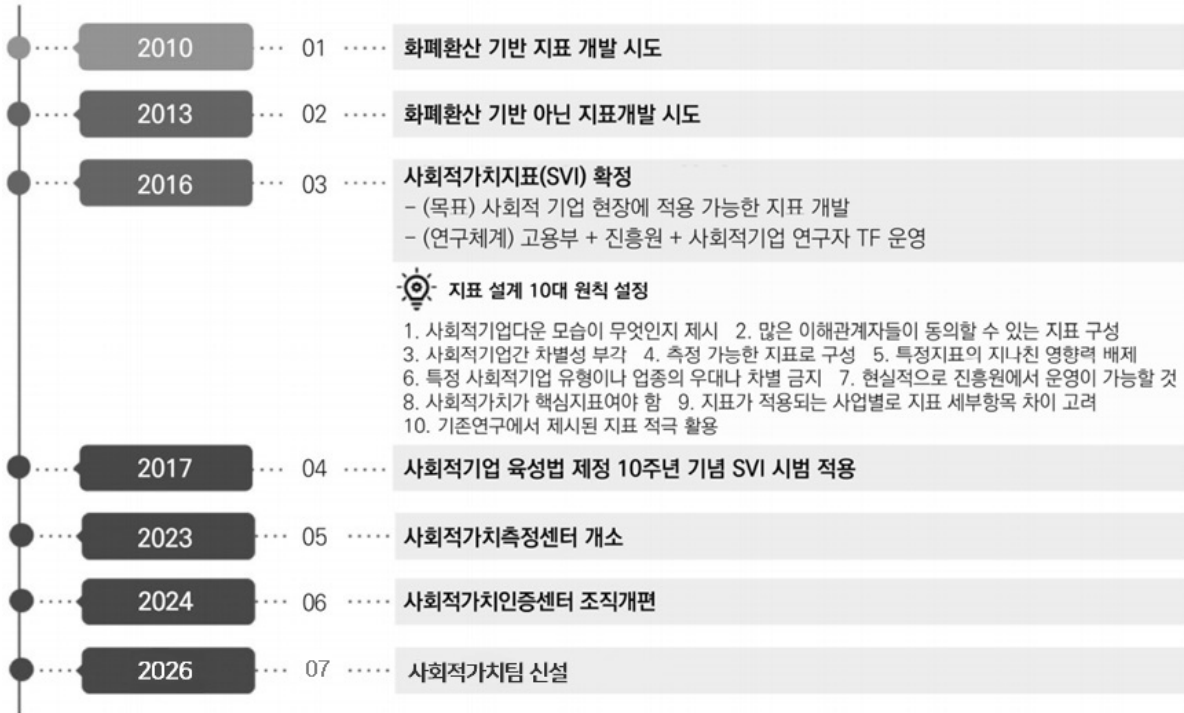 2010 01 화폐환산 기반 지표 개발 시도
2013 02 화폐환산 기반 아닌 지표개발 시도
2016 03 사회적가치지표(SVI) 확정
- (목표) 사회적 기업 현장에 적용 가능한 지표 개발
- (연구체계) 고용부 + 진흥원 + 사회적기업 연구자 TF 운영
지표 설계 10대 원칙 설정
1. 사회적기업다운 모습이 무엇인지 제시 2. 많은 이해관계자들이 동의할 수 있는 지표 구성
3. 사회적기업간 차별성 부각 4. 측정 가능한 지표로 구성 5. 특정지표의 지나친 영향력 배제
6. 특정 사회적기업 유형이나 업종의 우대나 차별 금지 7. 현실적으로 진흥원에서 운영이 가능할 것
8. 사회적가치가 핵심지표여야 함 9. 지표가 적용되는 사업별로 지표 세부항목 차이 고려
10. 기존연구에서 제시된 지표 적극 활용
2017 04 사회적기업 육성법 제정 10주년 기념 SVI 시범 적용
2023 05 사회적가치측정센터 개소
2024 06 사회적가치인증센터 조직개편
2026 07 사회적가치팀 신설